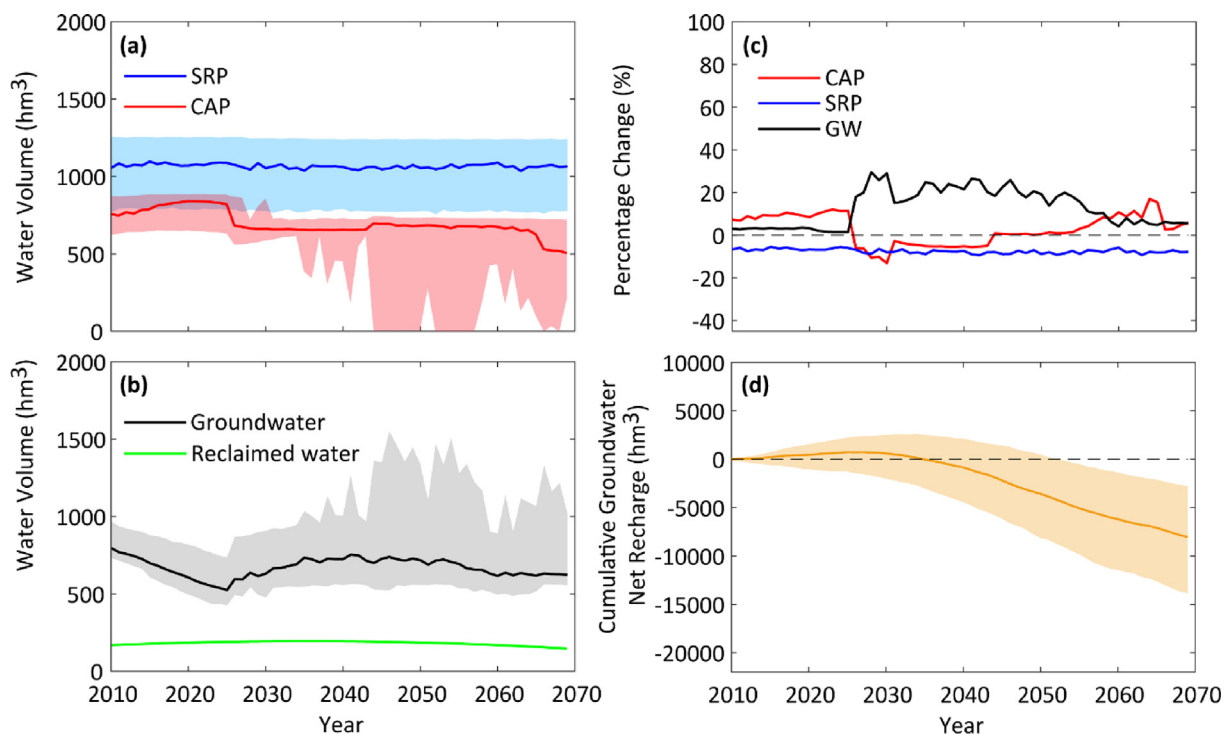 (a)
SRP
CAP
Water Volume (hm³)
2000
1500
1000
500
0
(b)
Groundwater
Reclaimed water
Water Volume (hm³)
2000
1500
1000
500
0
2010 2020 2030 2040 2050 2060 2070
Year
(c)
CAP
SRP
GW
Percentage Change (%)
100
80
60
40
20
0
-20
-40
(d)
Cumulative Groundwater
Net Recharge (hm³)
10000
5000
0
-5000
-10000
-15000
-20000
2010 2020 2030 2040 2050 2060 2070
Year